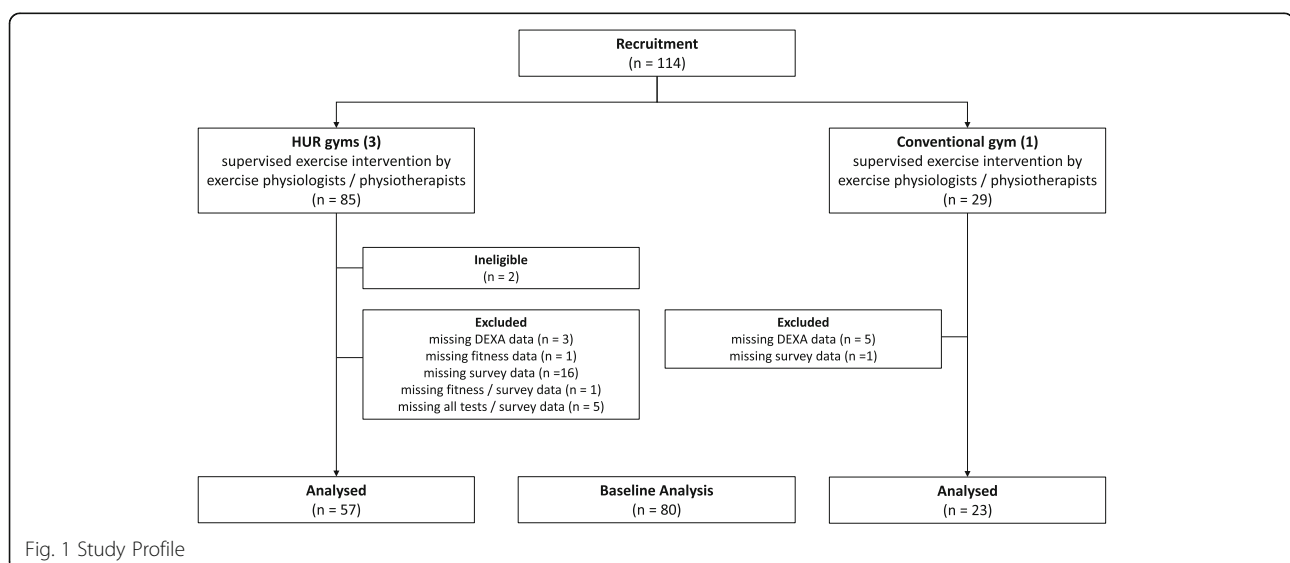 Recruitment
(n = 114)
HUR gyms (3)
supervised exercise intervention by
exercise physiologists / physiotherapists
(n = 85)
Conventional gym (1)
supervised exercise intervention by
exercise physiologists / physiotherapists
(n = 29)
Ineligible
(n = 2)
Excluded
missing DEXA data (n = 3)
missing fitness data (n = 1)
missing survey data (n =16)
missing fitness / survey data (n = 1)
missing all tests / survey data (n = 5)
Excluded
missing DEXA data (n = 5)
missing survey data (n =1)
Analysed
(n = 57)
Baseline Analysis
(n = 80)
Analysed
(n = 23)
Fig. 1 Study Profile